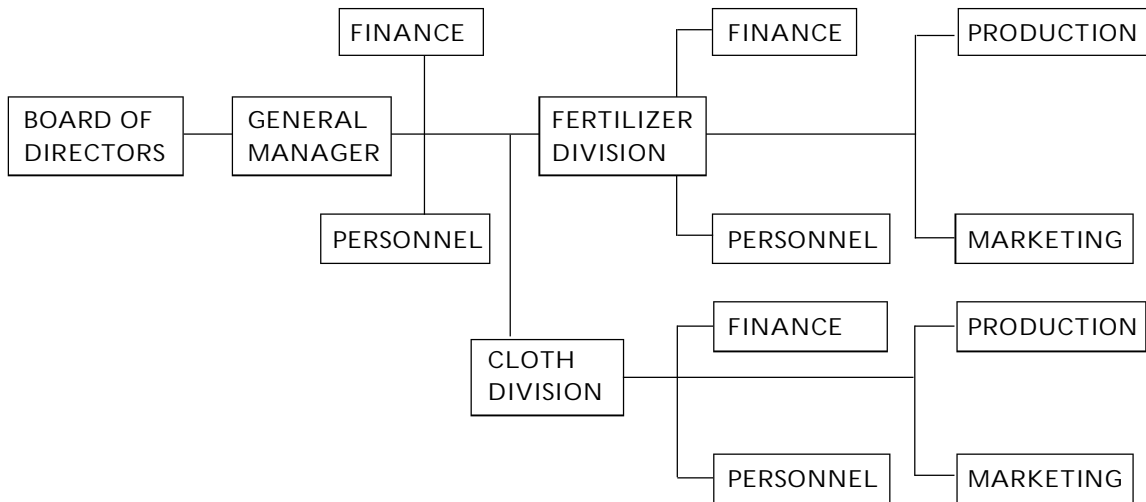 FINANCE
FINANCE
PRODUCTION
BOARD OF
DIRECTORS
GENERAL
MANAGER
FERTILIZER
DIVISION
PERSONNEL
PERSONNEL
MARKETING
FINANCE
PRODUCTION
CLOTH
DIVISION
PERSONNEL
MARKETING